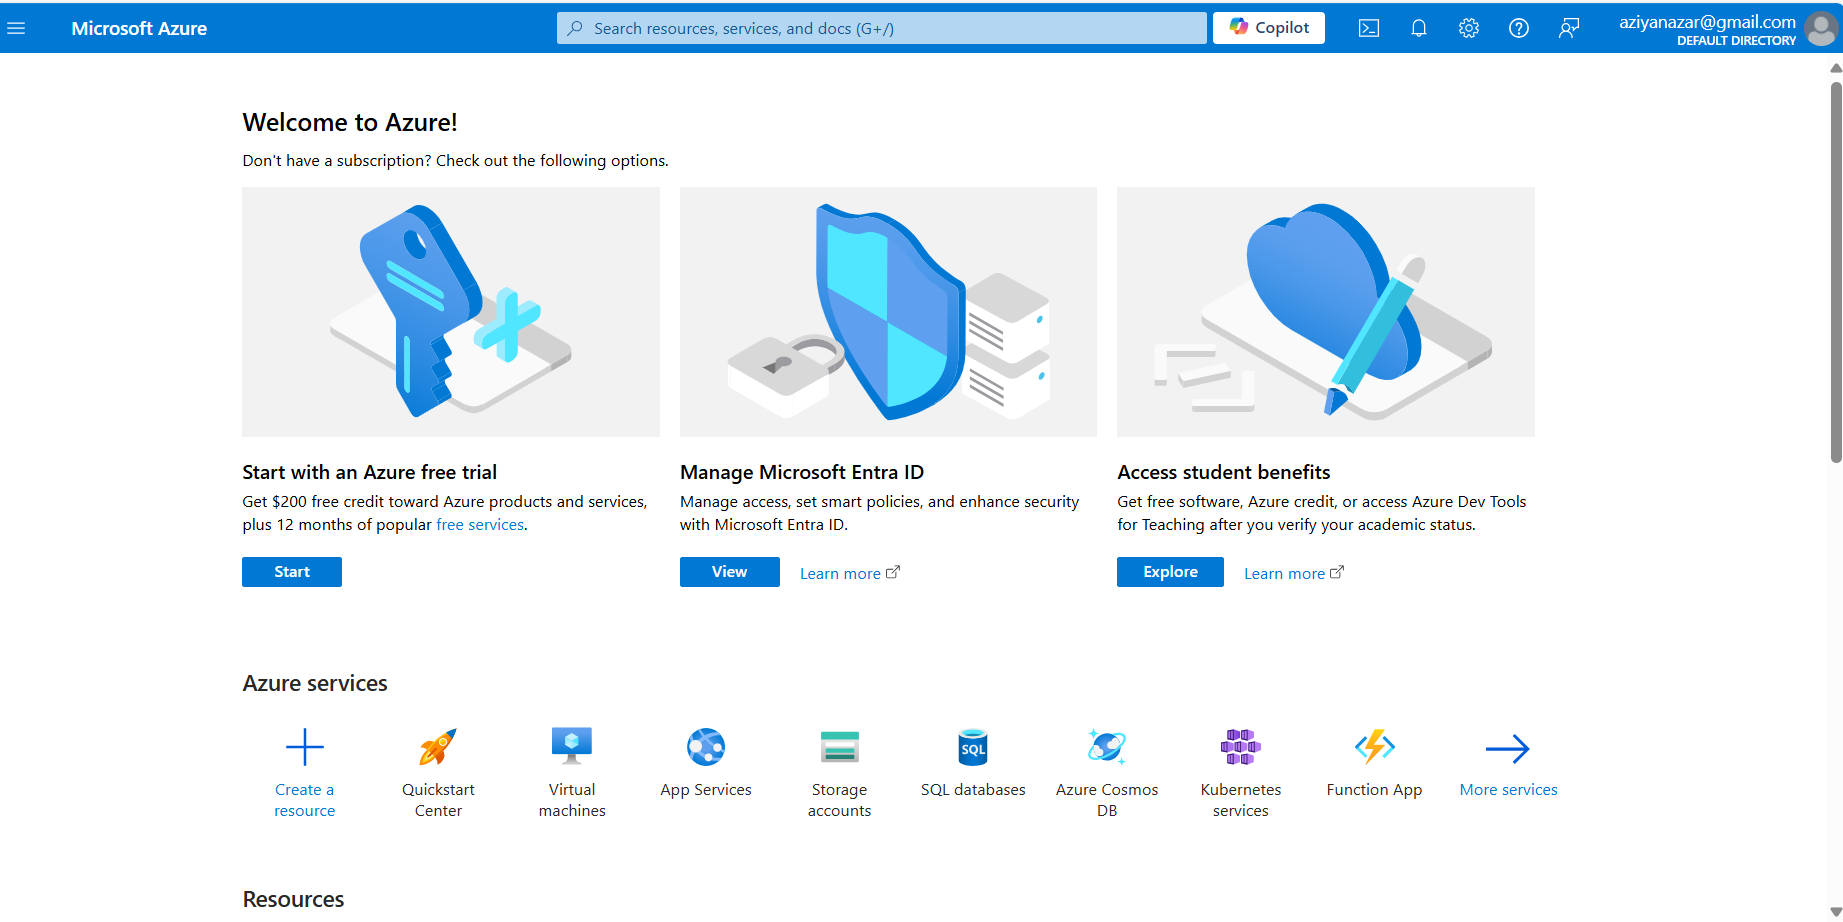 Microsoft Azure
Search resources, services, and docs (G+/)
Copilot
aziyanazar@gmail.com
DEFAULT DIRECTORY
Welcome to Azure!
Don't have a subscription? Check out the following options.
Start with an Azure free trial
Get $200 free credit toward Azure products and services,
plus 12 months of popular free services.
Start
Manage Microsoft Entra ID
Manage access, set smart policies, and enhance security
with Microsoft Entra ID.
View
Learn more
Access student benefits
Get free software, Azure credit, or access Azure Dev Tools
for Teaching after you verify your academic status.
Explore
Learn more
Azure services
Create a
resource
Quickstart
Center
Virtual
machines
App Services
Storage
accounts
SQL
SQL databases
Azure Cosmos
DB
Kubernetes
services
Function App
More services
Resources